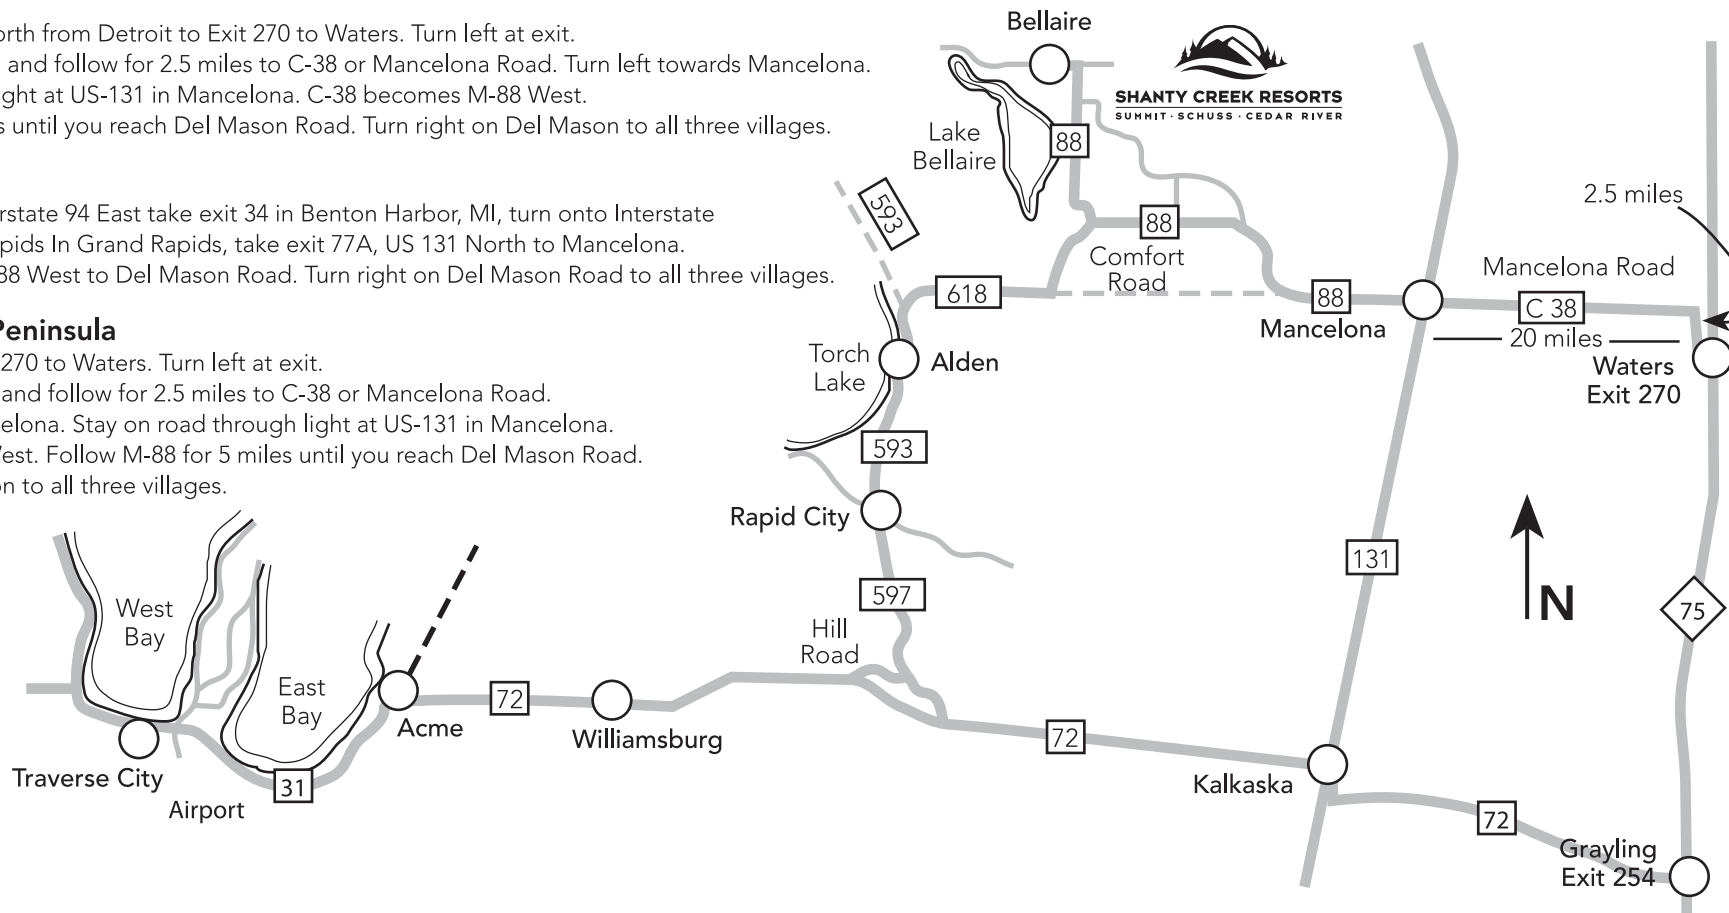 orth from Detroit to Exit 270 to Waters. Turn left at exit.
and follow for 2.5 miles to C-38 or Mancelona Road. Turn left towards Mancelona.
ght at US-131 in Mancelona. C-38 becomes M-88 West.
s until you reach Del Mason Road. Turn right on Del Mason to all three villages.
rstate 94 East take exit 34 in Benton Harbor, MI, turn onto Interstate
pids In Grand Rapids, take exit 77A, US 131 North to Mancelona.
88 West to Del Mason Road. Turn right on Del Mason Road to all three villages.
Peninsula
270 to Waters. Turn left at exit.
and follow for 2.5 miles to C-38 or Mancelona Road.
elona. Stay on road through light at US-131 in Mancelona.
West. Follow M-88 for 5 miles until you reach Del Mason Road.
on to all three villages.
Bellaire
SHANTY CREEK RESORTS
SUMMIT · SCHUSS · CEDAR RIVER
Lake
Bellaire
88
593
88
Comfort
Road
2.5 miles
618
88
Mancelona
Mancelona Road
C 38
20 miles
Waters
Exit 270
Torch
Lake
Alden
593
Rapid City
597
131
N
75
Hill
Road
West
Bay
East
Bay
Acme
72
Williamsburg
72
Traverse City
Airport
31
Kalkaska
72
Grayling
Exit 254